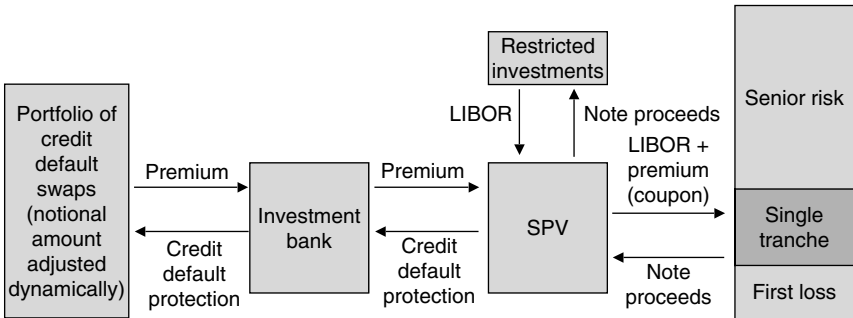 Portfolio of
credit
default
swaps
(notional
amount
adjusted
dynamically)
Premium
Credit
default
protection
Investment
bank
Premium
Credit
default
protection
Restricted
investments
LIBOR
Note proceeds
SPV
LIBOR +
premium
(coupon)
Note
proceeds
Senior risk
Single
tranche
First loss